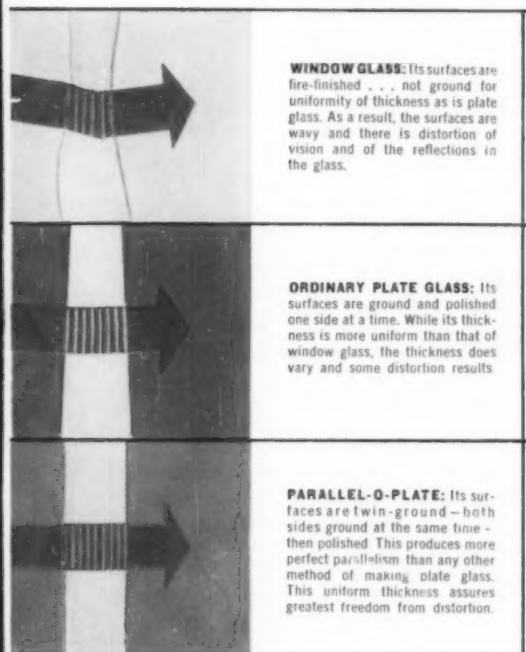 WINDOW GLASS: Its surfaces are
fire-finished . . . not ground for
uniformity of thickness as is plate
glass. As a result, the surfaces are
wavy and there is distortion of
vision and of the reflections in
the glass.
ORDINARY PLATE GLASS: Its
surfaces are ground and polished
one side at a time. While its thick-
ness is more uniform than that of
window glass, the thickness does
vary and some distortion results
PARALLEL-O-PLATE: Its sur-
faces are twin-ground – both
sides ground at the same time -
then polished This produces more
perfect parallelism than any other
method of making plate glass.
This uniform thickness assures
greatest freedom from distortion.